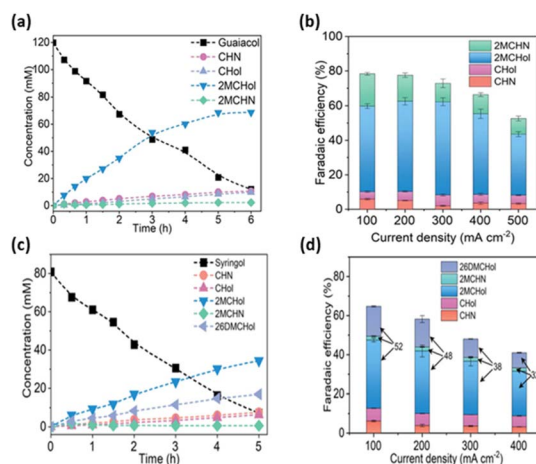 (a)
Concentration (mM)
120
100
80
60
40
20
0
Guaiacol
CHN
CHol
2MCHol
2MCHN
0 1 2 3 4 5 6
Time (h)
(b)
Faradaic efficiency (%)
100
80
60
40
20
0
2MCHN
2MCHol
CHol
CHN
100 200 300 400 500
Current density (mA cm⁻²)
(c)
Concentration (mM)
80
60
40
20
0
Syringol
CHN
CHol
2MCHol
2MCHN
26DMCHol
0 1 2 3 4 5
Time (h)
(d)
Faradaic efficiency (%)
80
60
40
20
0
26DMCHol
2MCHN
2MCHol
CHol
CHN
52
48
38
100 200 300 400
Current density (mA cm⁻²)